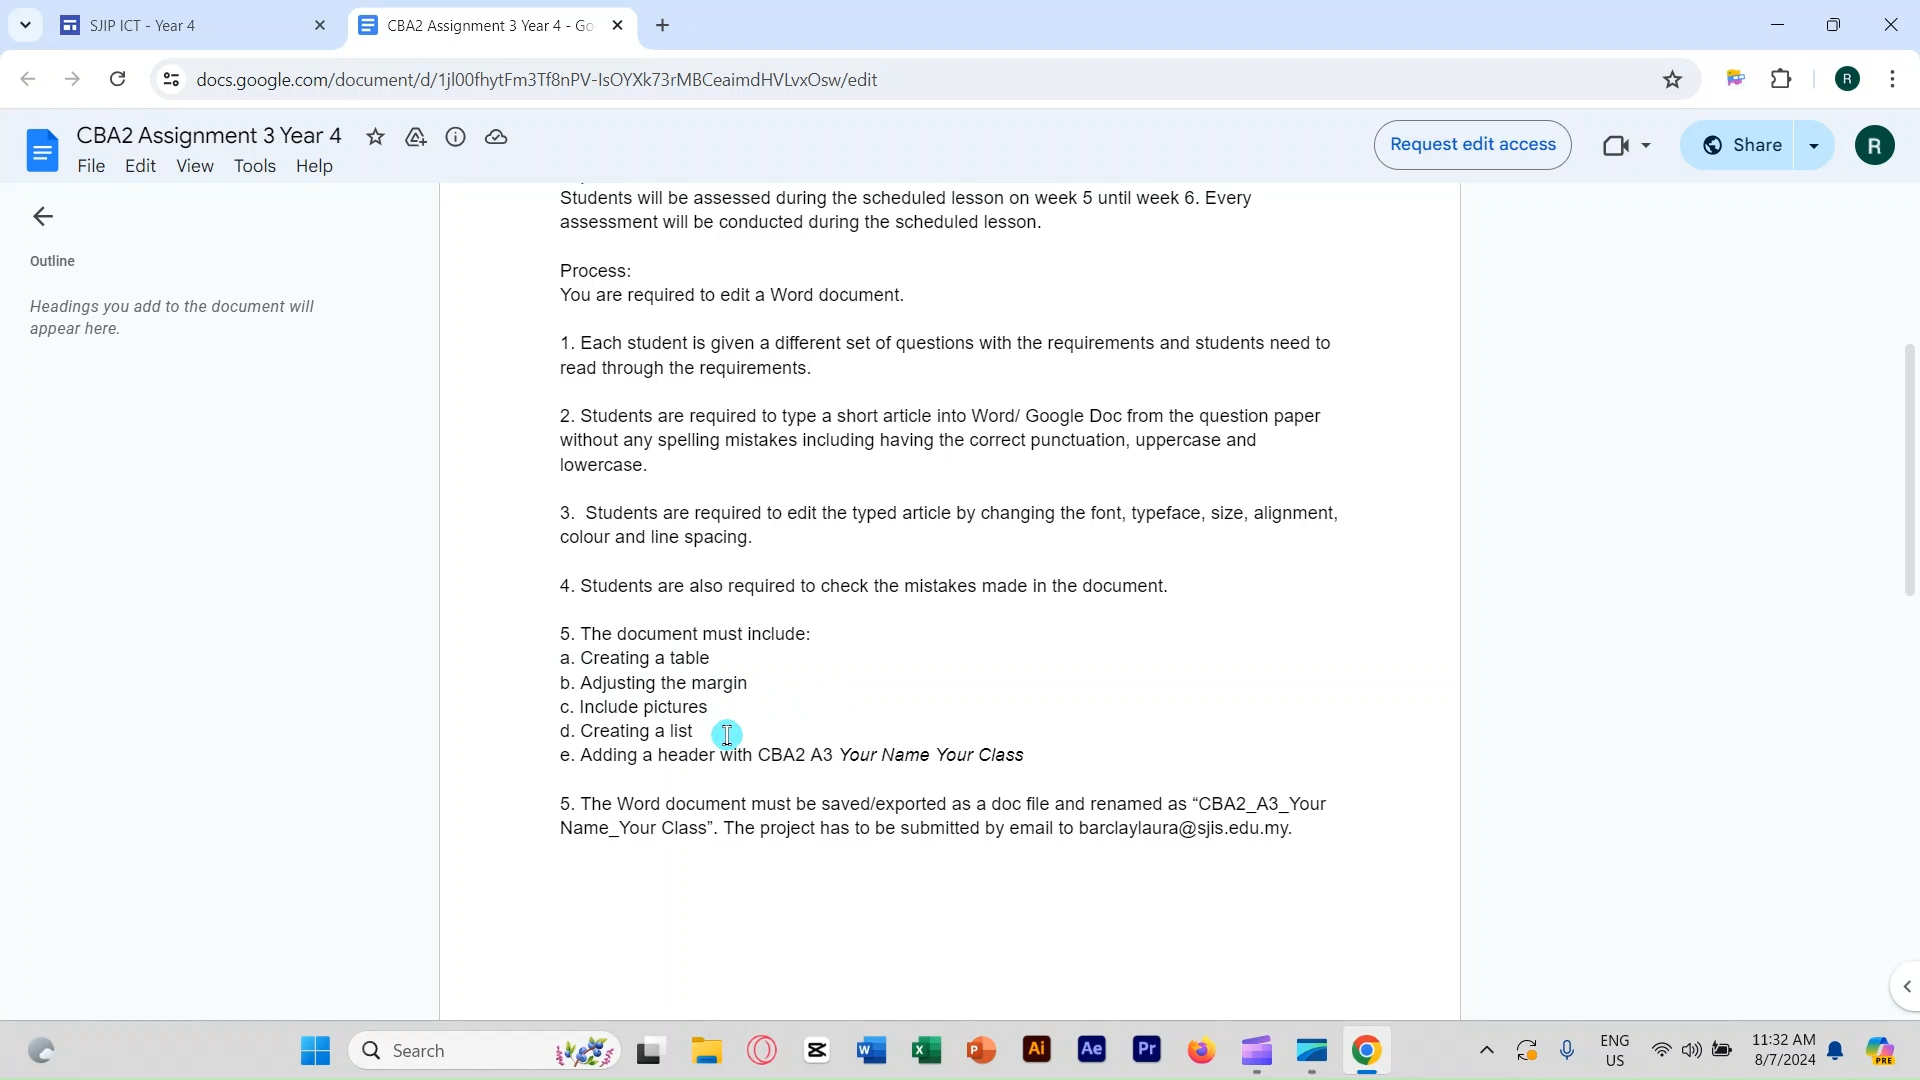 SJIP ICT - Year 4
CBA2 Assignment 3 Year 4 - Go
docs.google.com/document/d/1jl00fhytFm3Tf8nPV-IsOYXk73rMBCeaimdHVLvxOsw/edit
R
CBA2 Assignment 3 Year 4
File Edit View Tools Help
Request edit access
Share
R
Outline
Headings you add to the document will
appear here.
Students will be assessed during the scheduled lesson on week 5 until week 6. Every
assessment will be conducted during the scheduled lesson.
Process:
You are required to edit a Word document.
1. Each student is given a different set of questions with the requirements and students need to
read through the requirements.
2. Students are required to type a short article into Word/ Google Doc from the question paper
without any spelling mistakes including having the correct punctuation, uppercase and
lowercase.
3. Students are required to edit the typed article by changing the font, typeface, size, alignment,
colour and line spacing.
4. Students are also required to check the mistakes made in the document.
5. The document must include:
a. Creating a table
b. Adjusting the margin
c. Include pictures
d. Creating a list
e. Adding a header with CBA2 A3 Your Name Your Class
5. The Word document must be saved/exported as a doc file and renamed as “CBA2_A3_Your
Name_Your Class”. The project has to be submitted by email to barclaylaura@sjis.edu.my.
Search
Ai
Ae
Pr
ENG
US
11:32 AM
8/7/2024
PRE